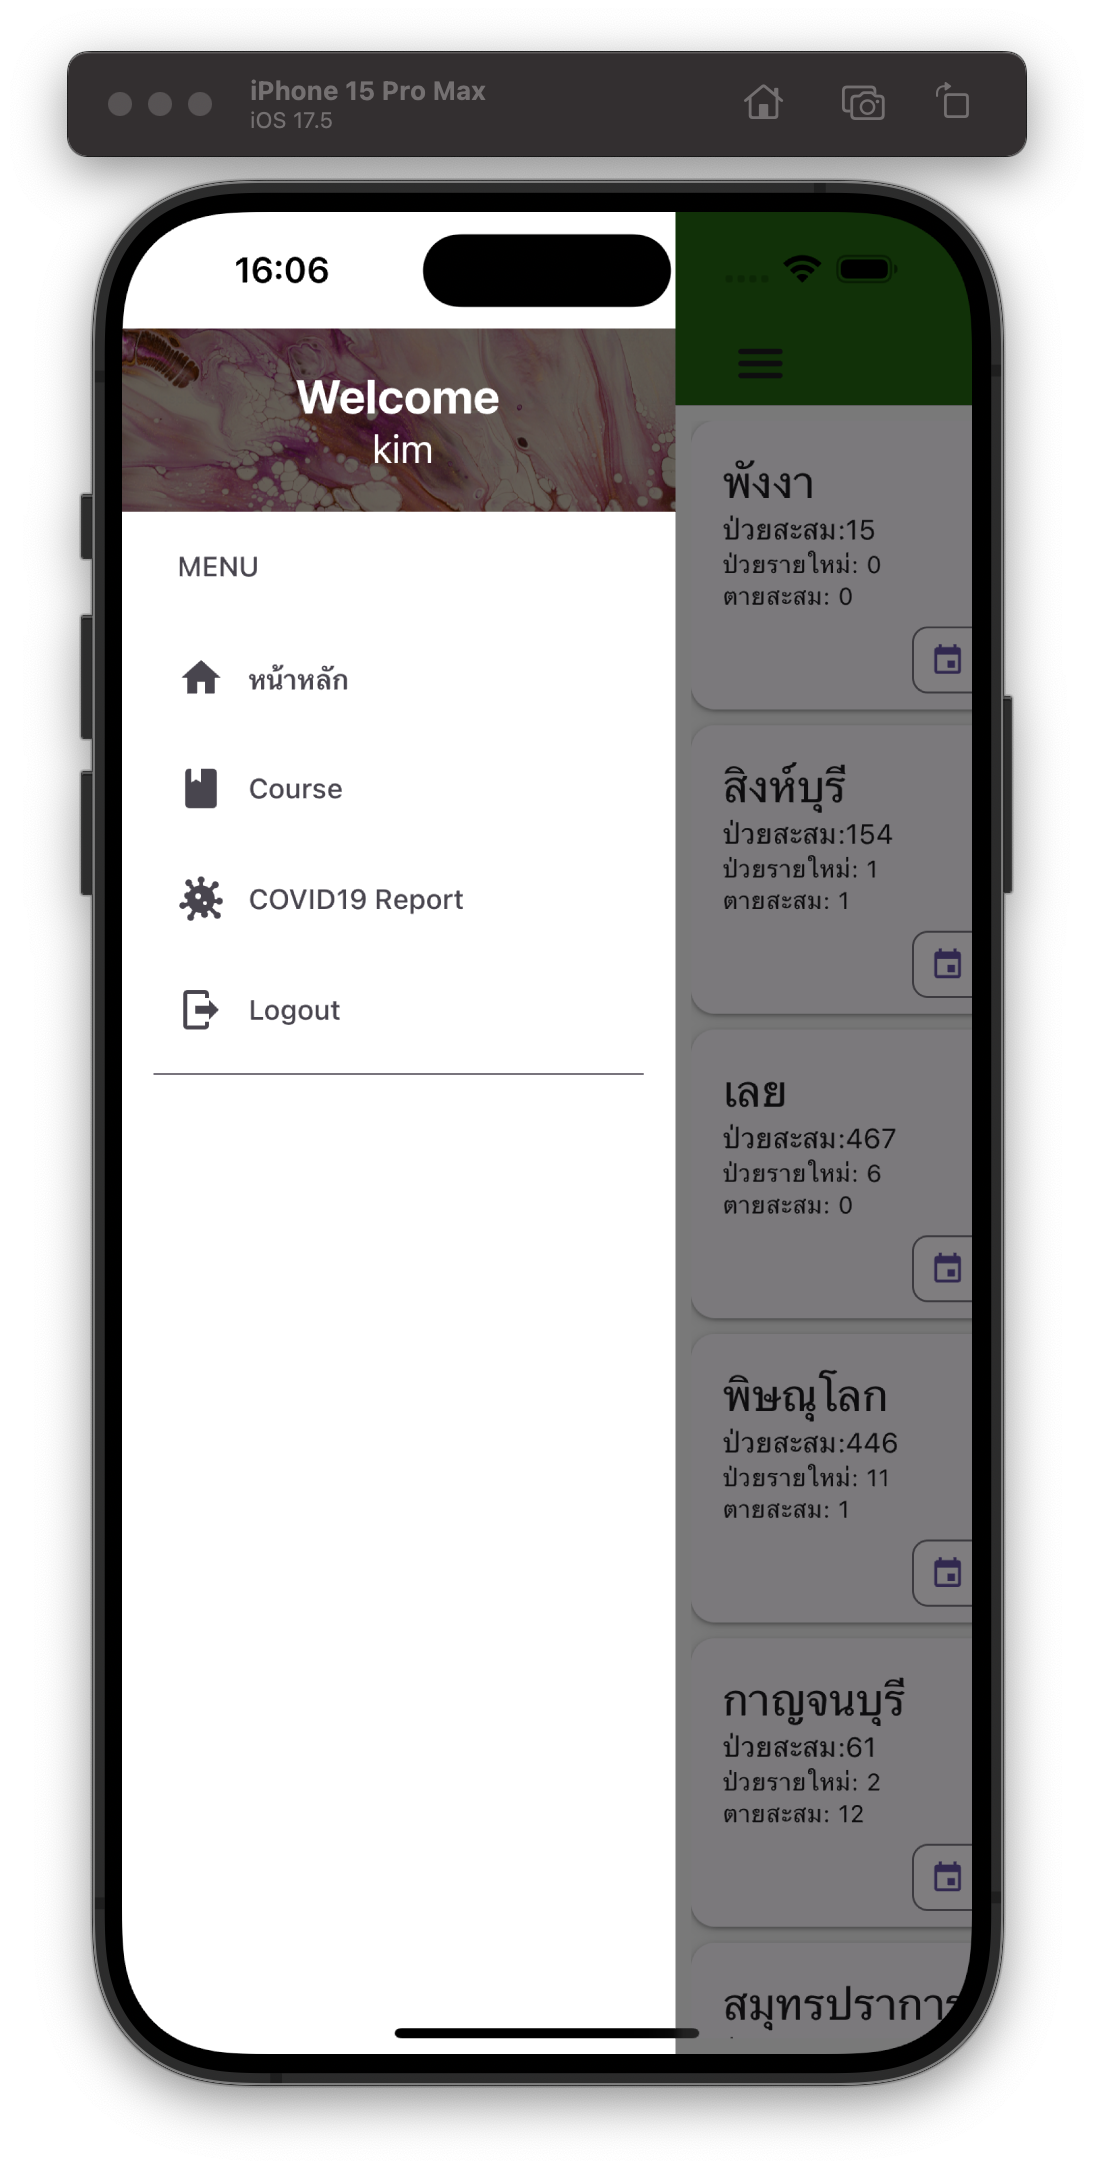 iPhone 15 Pro Max
iOS 17.5
16:06
Welcome
kim
MENU
หน้าหลัก
Course
COVID19 Report
Logout
พังงา
ป่วยสะสม:15
ป่วยรายใหม่: 0
ตายสะสม: 0
สิงห์บุรี
ป่วยสะสม:154
ป่วยรายใหม่: 1
ตายสะสม: 1
เลย
ป่วยสะสม:467
ป่วยรายใหม่: 6
ตายสะสม: 0
พิษณุโลก
ป่วยสะสม:446
ป่วยรายใหม่: 11
ตายสะสม: 1
กาญจนบุรี
ป่วยสะสม:61
ป่วยรายใหม่: 2
ตายสะสม: 12
สมุทรปราการ